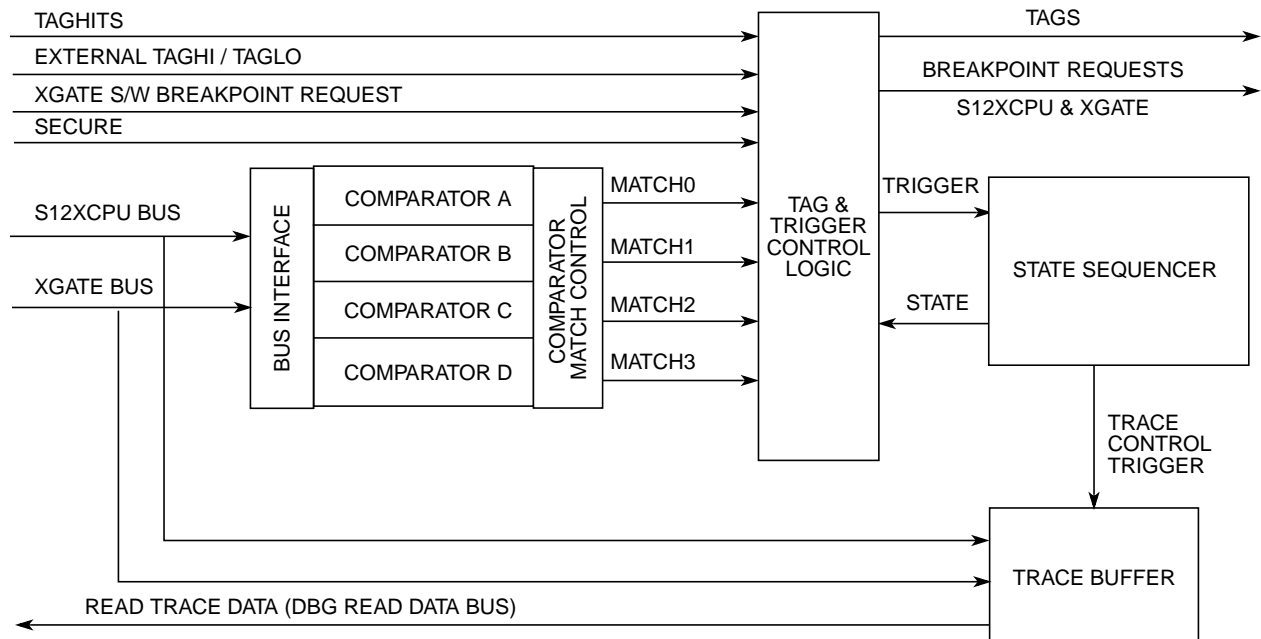 TAGHITS
EXTERNAL TAGHI / TAGLO
XGATE S/W BREAKPOINT REQUEST
SECURE
TAGS
BREAKPOINT REQUESTS
S12XCPU & XGATE
S12XCPU BUS
XGATE BUS
BUS INTERFACE
COMPARATOR A
COMPARATOR B
COMPARATOR C
COMPARATOR D
COMPARATOR
MATCH CONTROL
MATCH0
MATCH1
MATCH2
MATCH3
TAG &
TRIGGER
CONTROL
LOGIC
TRIGGER
STATE
STATE SEQUENCER
TRACE
CONTROL
TRIGGER
TRACE BUFFER
READ TRACE DATA (DBG READ DATA BUS)